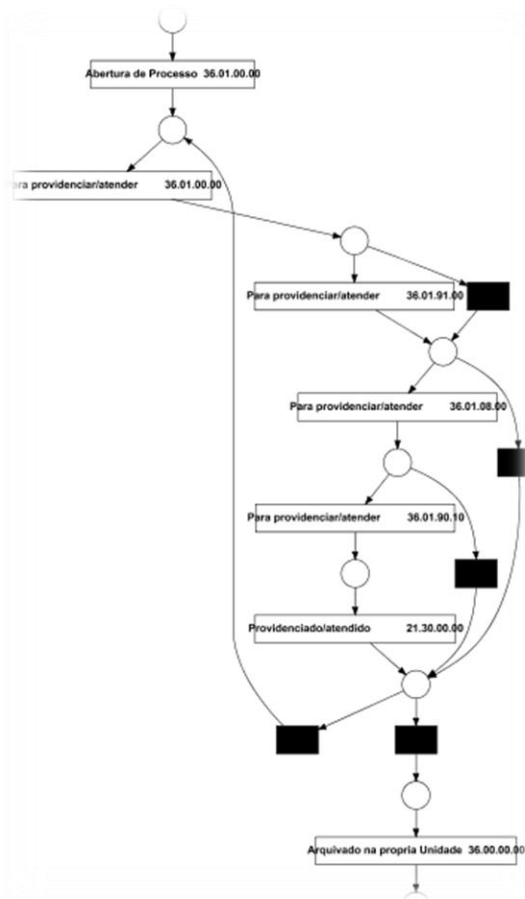 Abertura de Processo 36.01.00.00
ara providenciar/atender 36.01.00.00
Para providenciar/atender 36.01.91.00
Para providenciar/atender 36.01.08.00
Para providenciar/atender 36.01.90.10
Providenciado/atendido 21.30.00.00
Arquivado na propria Unidade 36.00.00.00